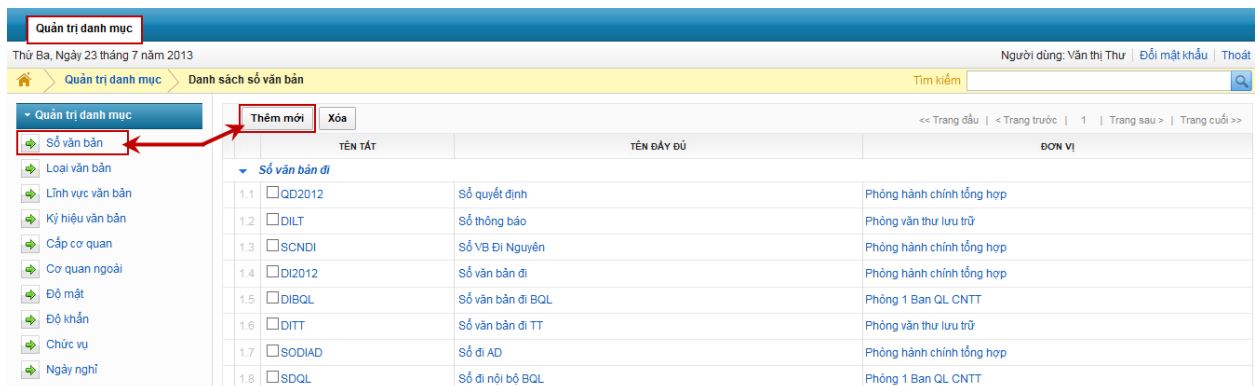 Quản trị danh mục
Thứ Ba, Ngày 23 tháng 7 năm 2013
Người dùng: Văn thị Thư | Đổi mật khẩu | Thoát
Quản trị danh mục Danh sách sổ văn bản
Tìm kiếm
Quản trị danh mục
Sổ văn bản
Loại văn bản
Lĩnh vực văn bản
Ký hiệu văn bản
Cấp cơ quan
Cơ quan ngoài
Độ mật
Độ khẩn
Chức vụ
Ngày nghỉ
Thêm mới Xóa
<< Trang đầu | < Trang trước | 1 | Trang sau > | Trang cuối >>
TÊN TẮT TÊN ĐẦY ĐỦ ĐƠN VỊ
Sổ văn bản đi
1.1 QD2012 Sổ quyết định Phòng hành chính tổng hợp
1.2 DILT Sổ thông báo Phòng văn thư lưu trữ
1.3 SCNDI Sổ VB Đi Nguyên Phòng hành chính tổng hợp
1.4 DI2012 Sổ văn bản đi Phòng hành chính tổng hợp
1.5 DIBQL Sổ văn bản đi BQL Phòng 1 Ban QL CNTT
1.6 DITT Sổ văn bản đi TT Phòng văn thư lưu trữ
1.7 SODIAD Sổ đi AD Phòng hành chính tổng hợp
1.8 SDQL Sổ đi nội bộ BQL Phòng 1 Ban QL CNTT